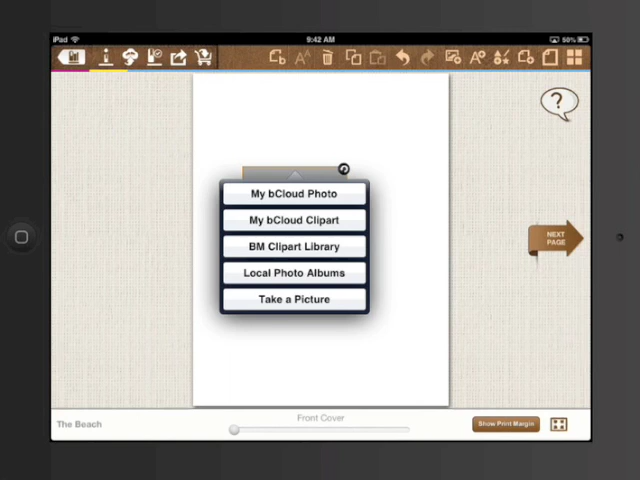 iPad
9:42 AM
50%
?
My bCloud Photo
My bCloud Clipart
BM Clipart Library
Local Photo Albums
Take a Picture
NEXT
PAGE
The Beach
Front Cover
Show Print Margin